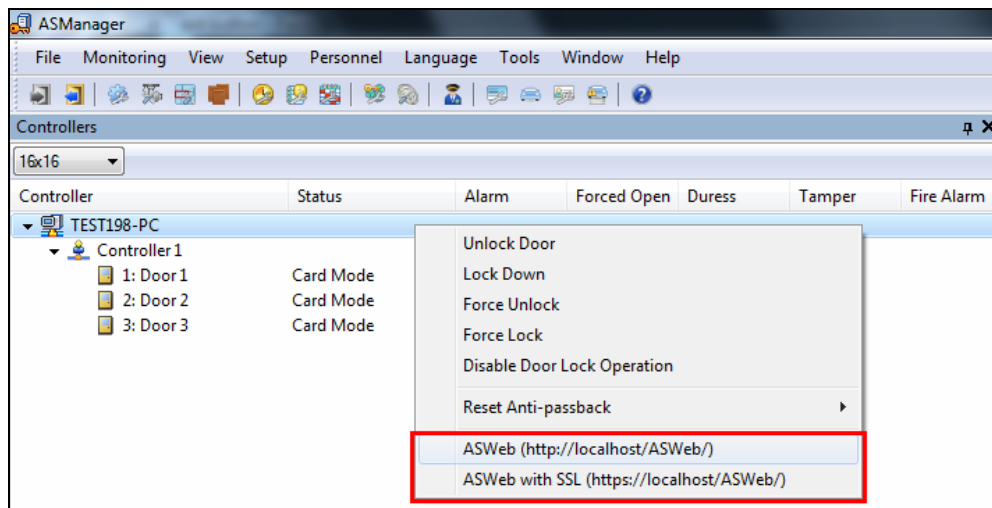 ASManager
File Monitoring View Setup Personnel Language Tools Window Help
Controllers
16x16
Controller Status Alarm Forced Open Duress Tamper Fire Alarm
TEST198-PC
Controller 1
1: Door 1 Card Mode
2: Door 2 Card Mode
3: Door 3 Card Mode
Unlock Door
Lock Down
Force Unlock
Force Lock
Disable Door Lock Operation
Reset Anti-passback
ASWeb (http://localhost/ASWeb/)
ASWeb with SSL (https://localhost/ASWeb/)